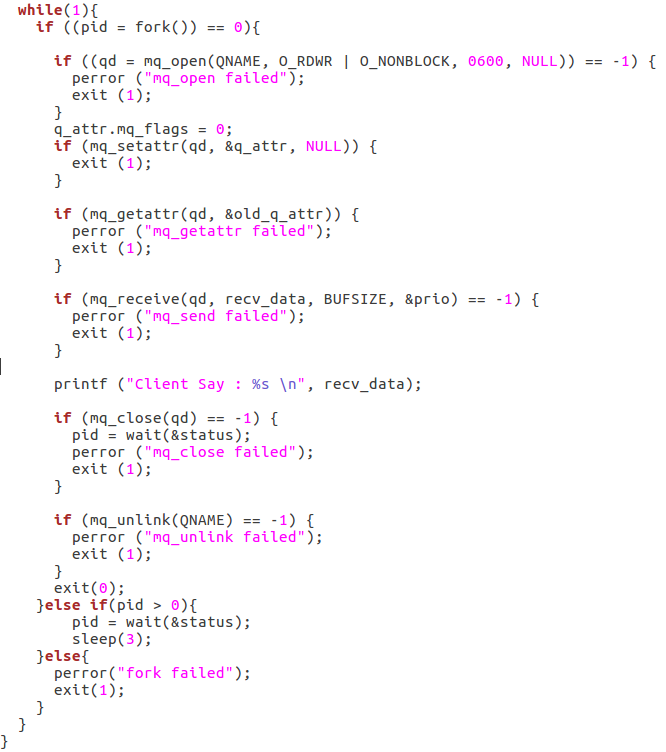 while(1){
if ((pid = fork()) == 0){
if ((qd = mq_open(QNAME, O_RDWR | O_NONBLOCK, 0600, NULL)) == -1) {
perror ("mq_open failed");
exit (1);
}
q_attr.mq_flags = 0;
if (mq_setattr(qd, &q_attr, NULL)) {
exit (1);
}
if (mq_getattr(qd, &old_q_attr)) {
perror ("mq_getattr failed");
exit (1);
}
if (mq_receive(qd, recv_data, BUFSIZE, &prio) == -1) {
perror ("mq_send failed");
exit (1);
}
printf ("Client Say : %s \n", recv_data);
if (mq_close(qd) == -1) {
pid = wait(&status);
perror ("mq_close failed");
exit (1);
}
if (mq_unlink(QNAME) == -1) {
perror ("mq_unlink failed");
exit (1);
}
exit(0);
}else if(pid > 0){
pid = wait(&status);
sleep(3);
}else{
perror("fork failed");
exit(1);
}
}
}